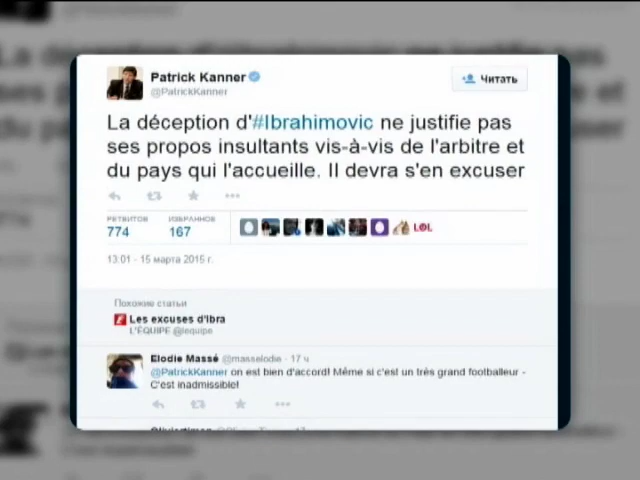 Patrick Kanner
@PatrickKanner
Читать
La déception d'#Ibrahimovic ne justifie pas
ses propos insultants vis-à-vis de l'arbitre et
du pays qui l'accueille. Il devra s'en excuser
РЕТВИТОВ ИЗБРАННОЕ
774 167
LOL
13:01 - 15 марта 2015 г.
Похожие статьи
Les excuses d'Ibra
L'ÉQUIPE @lequipe
Elodie Massé @masselodie · 17 ч
@PatrickKanner on est bien d'accord! Même si c'est un très grand footballeur -
C'est inadmissible!